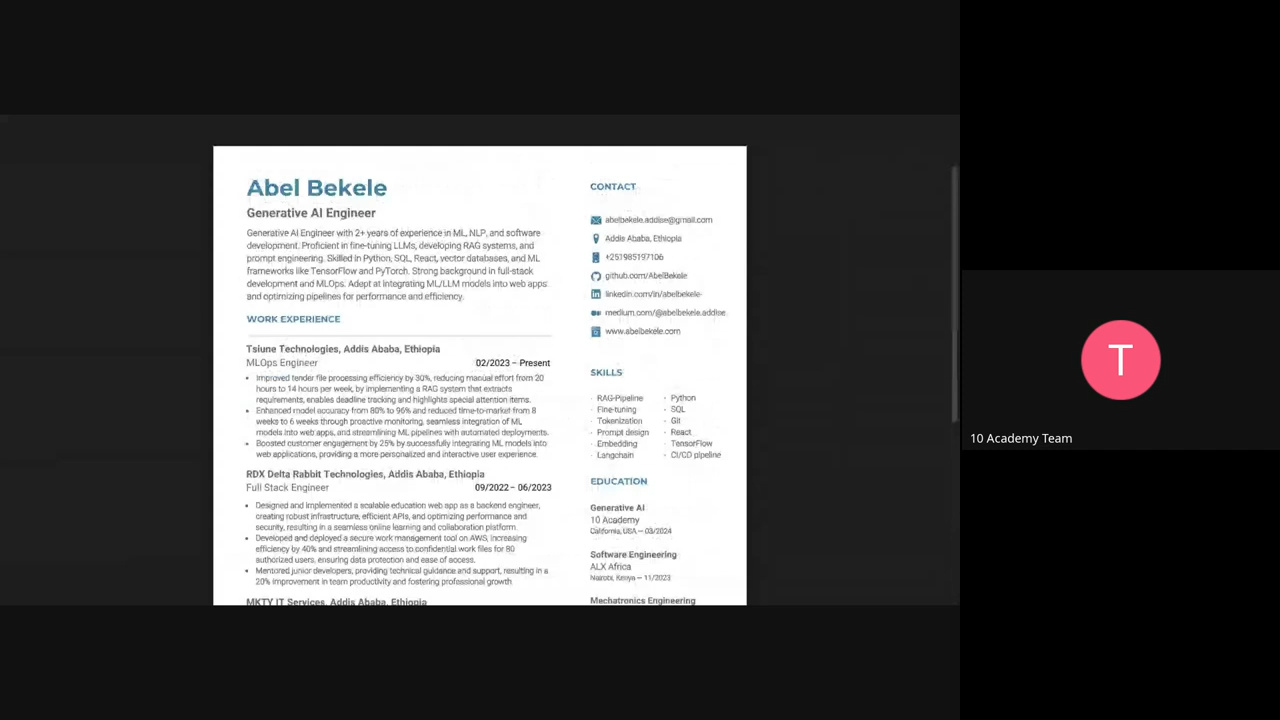 Abel Bekele
Generative AI Engineer
Generative AI Engineer with 2+ years of experience in ML, NLP, and software
development. Proficient in fine-tuning LLMs, developing RAG systems, and
prompt engineering. Skilled in Python, SQL, React, vector databases, and ML
frameworks like TensorFlow and PyTorch. Strong background in full-stack
development and MLOps. Adept at integrating ML/LLM models into web apps
and optimizing pipelines for performance and efficiency.
WORK EXPERIENCE
Tsiune Technologies, Addis Ababa, Ethiopia
MLOps Engineer 02/2023 – Present
• Improved tender file processing efficiency by 30%, reducing manual effort from 20
hours to 14 hours per week, by implementing a RAG system that extracts
requirements, enables deadline tracking and highlights special attention items.
• Enhanced model accuracy from 80% to 96% and reduced time-to-market from 8
weeks to 6 weeks through proactive monitoring, seamless integration of ML
models into web apps, and streamlining ML pipelines with automated deployments.
• Boosted customer engagement by 25% by successfully integrating ML models into
web applications, providing a more personalized and interactive user experience.
RDX Delta Rabbit Technologies, Addis Ababa, Ethiopia
Full Stack Engineer 09/2022 – 06/2023
• Designed and implemented a scalable education web app as a backend engineer,
creating robust infrastructure, efficient APIs, and optimizing performance and
security, resulting in a seamless online learning and collaboration platform.
• Developed and deployed a secure work management tool on AWS, increasing
efficiency by 40% and streamlining access to confidential work files for 80
authorized users, ensuring data protection and ease of access.
• Mentored junior developers, providing technical guidance and support, resulting in a
20% improvement in team productivity and fostering professional growth
MKTY IT Services, Addis Ababa, Ethiopia
CONTACT
abelbekele.addise@gmail.com
Addis Ababa, Ethiopia
+251985197106
github.com/AbelBekele
linkedin.com/in/abelbekele-
medium.com/@abelbekele.addise
www.abelbekele.com
SKILLS
· RAG-Pipeline · Python
· Fine-tuning · SQL
· Tokenization · Git
· Prompt design · React
· Embedding · TensorFlow
· Langchain · CI/CD pipeline
EDUCATION
Generative AI
10 Academy
California, USA — 03/2024
Software Engineering
ALX Africa
Nairobi, Kenya — 11/2023
Mechatronics Engineering
T
10 Academy Team